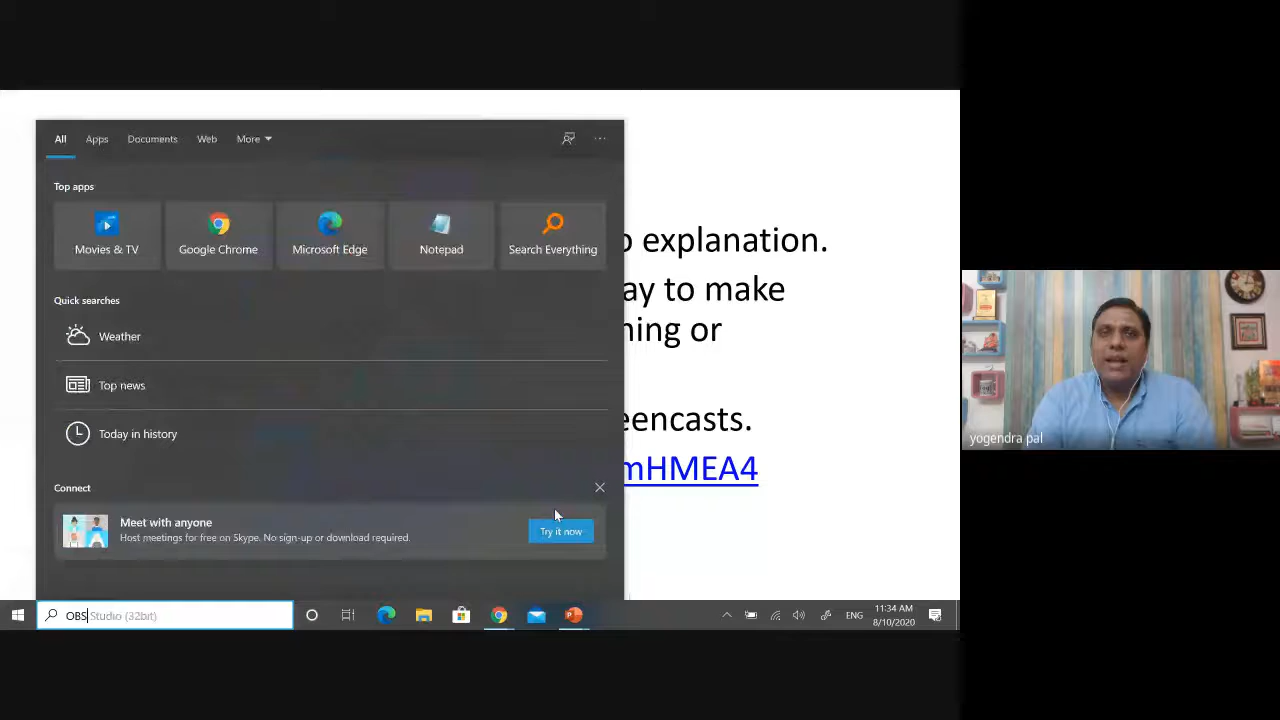 All Apps Documents Web More
Top apps
Movies & TV Google Chrome Microsoft Edge Notepad Search Everything
explanation.
ay to make
ning or
Quick searches
Weather
Top news
Today in history
eencasts.
mHMEA4
Connect
Meet with anyone
Host meetings for free on Skype. No sign-up or download required.
Try it now
OBS Studio (32bit)
ENG
11:34 AM
8/10/2020
yogendra pal